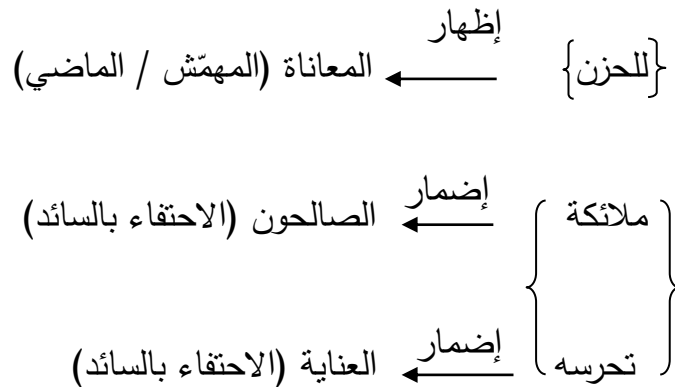 إظهار
{للحزن} المعاناة (المهمّش / الماضي)
إضمار
ملائكة الصالحون (الاحتفاء بالسائد)
إضمار
تحرسه العناية (الاحتفاء بالسائد)